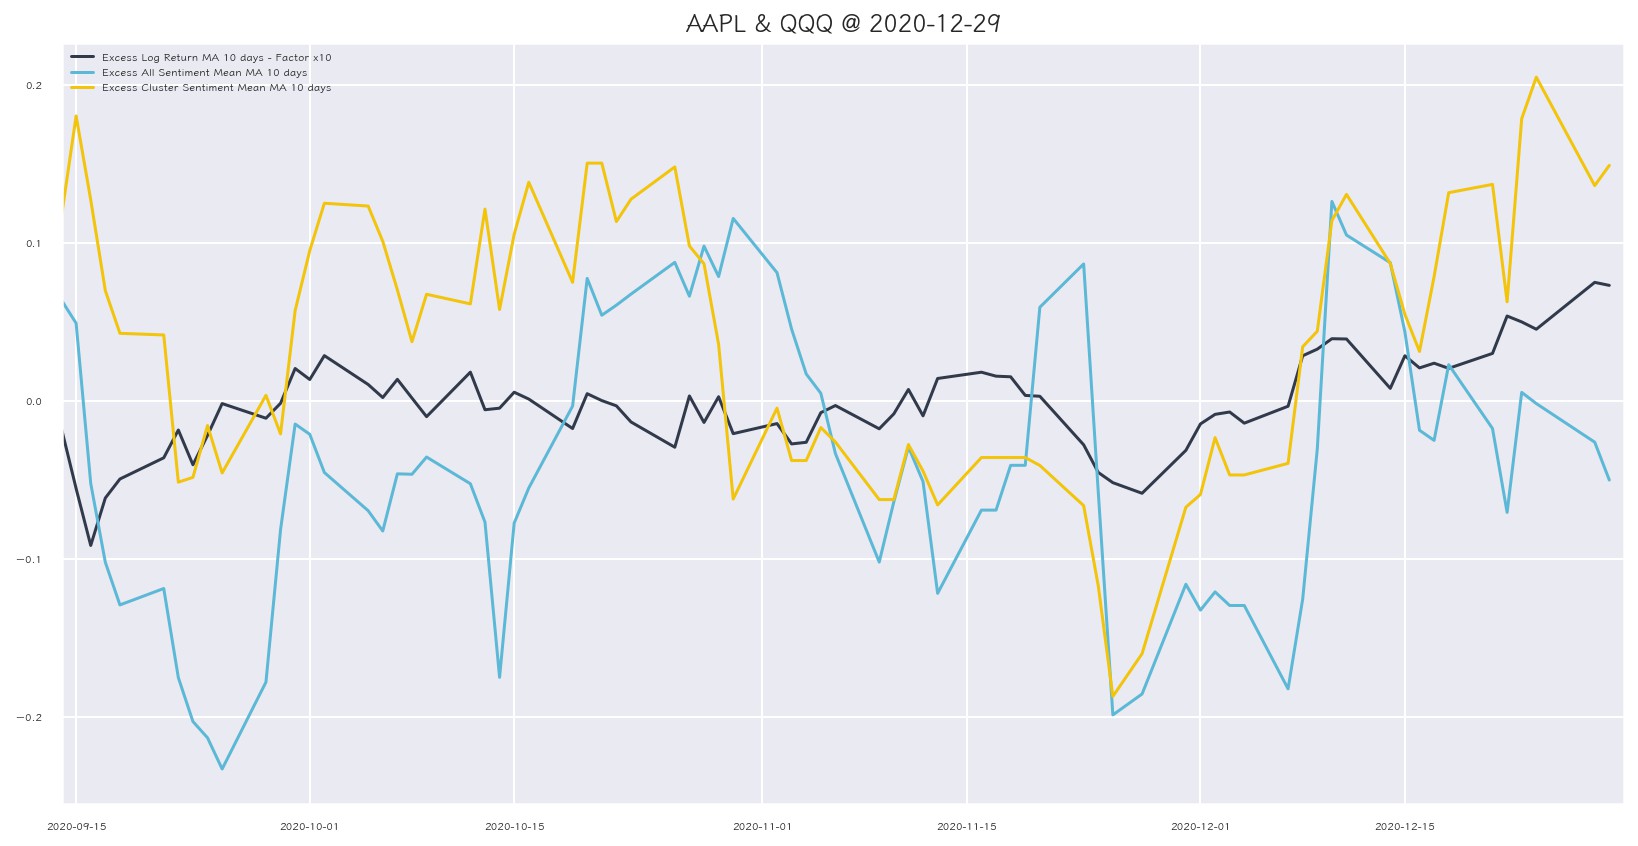 AAPL & QQQ @ 2020-12-29
Excess Log Return MA 10 days - Factor x10
Excess All Sentiment Mean MA 10 days
Excess Cluster Sentiment Mean MA 10 days
0.2
0.1
0.0
−0.1
−0.2
2020-09-15 2020-10-01 2020-10-15 2020-11-01 2020-11-15 2020-12-01 2020-12-15